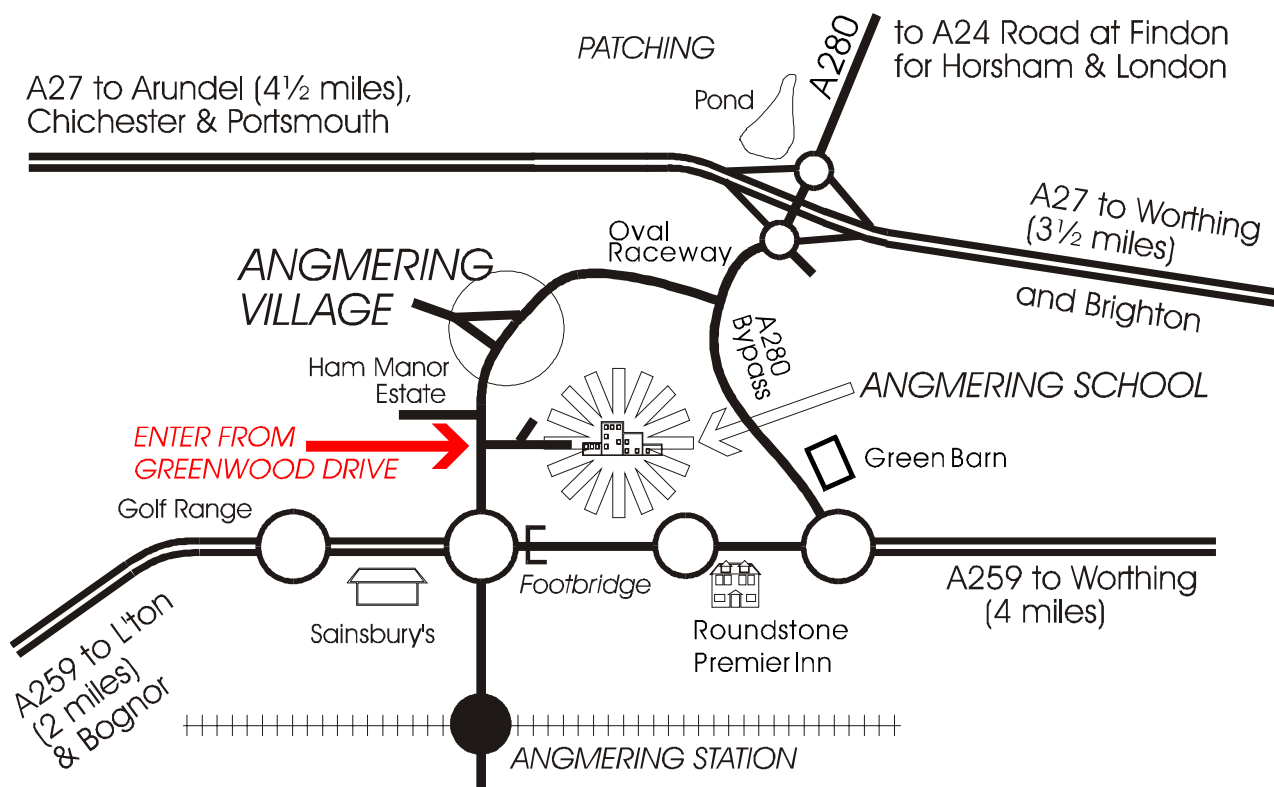 PATCHING
A280
to A24 Road at Findon
for Horsham & London
A27 to Arundel (4½ miles),
Chichester & Portsmouth
Pond
A27 to Worthing
(3½ miles)
and Brighton
Oval
Raceway
ANGMERING
VILLAGE
A280
Bypass
Ham Manor
Estate
ANGMERING SCHOOL
ENTER FROM
GREENWOOD DRIVE
Green Barn
Golf Range
Footbridge
A259 to Worthing
(4 miles)
Sainsbury's
Roundstone
Premier Inn
A259 to L'ton
(2 miles)
& Bognor
ANGMERING STATION